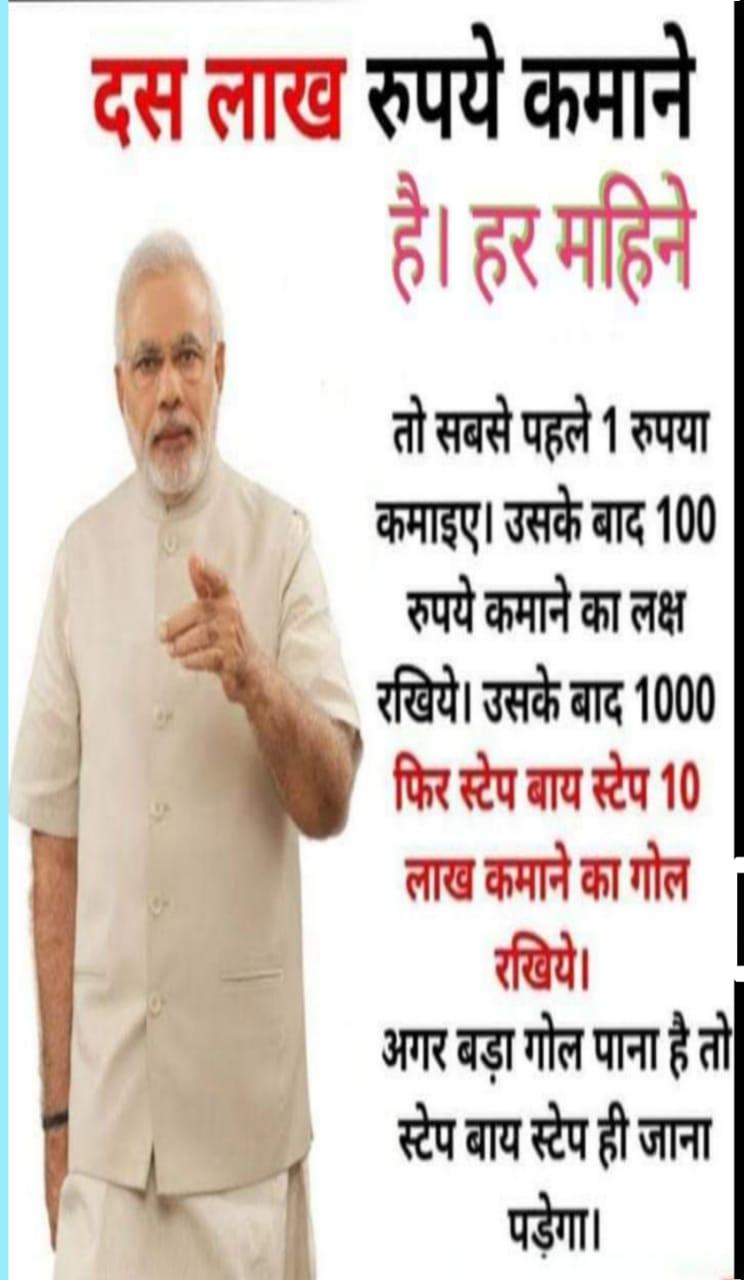 दस लाख रुपये कमाने
है। हर महिने
तो सबसे पहले 1 रुपया
कमाइए। उसके बाद 100
रुपये कमाने का लक्ष
रखिये। उसके बाद 1000
फिर स्टेप बाय स्टेप 10
लाख कमाने का गोल
रखिये।
अगर बड़ा गोल पाना है तो
स्टेप बाय स्टेप ही जाना
पड़ेगा।